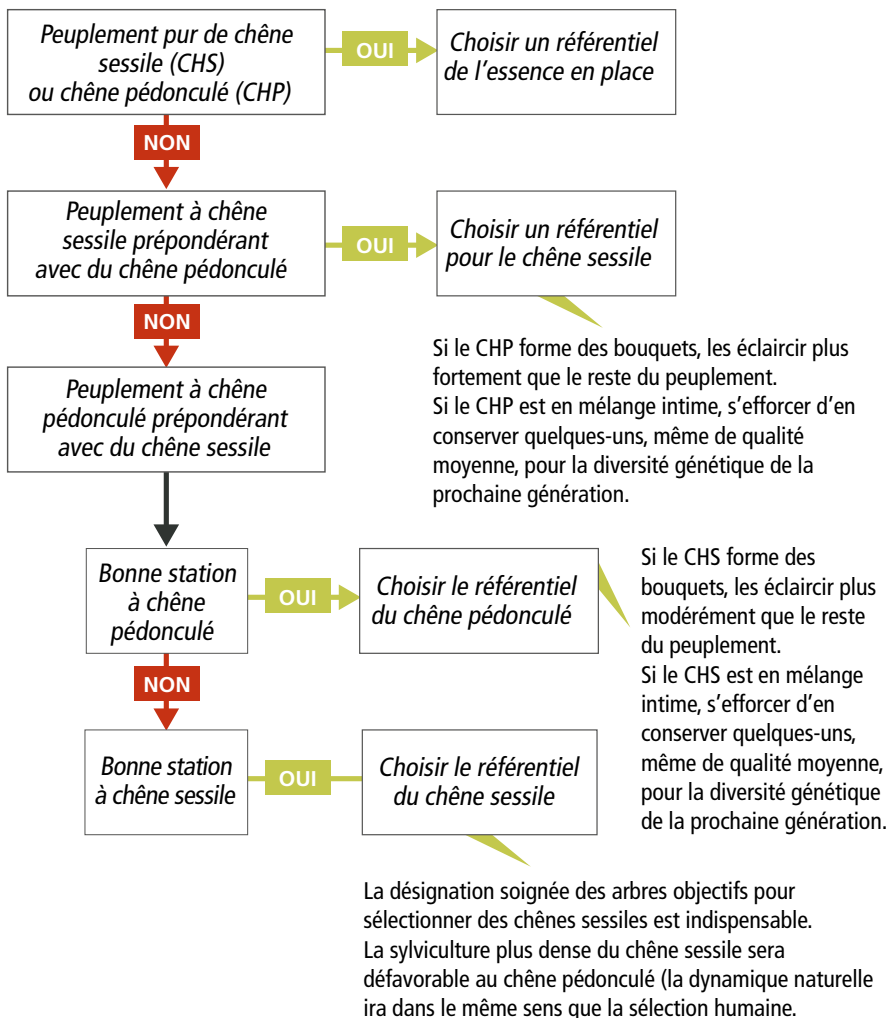 Peuplement pur de chêne
sessile (CHS)
ou chêne pédonculé (CHP)
OUI
Choisir un référentiel
de l'essence en place
NON
Peuplement à chêne
sessile prépondérant
avec du chêne pédonculé
OUI
Choisir un référentiel
pour le chêne sessile
Si le CHP forme des bouquets, les éclaircir plus
fortement que le reste du peuplement.
Si le CHP est en mélange intime, s'efforcer d'en
conserver quelques-uns, même de qualité
moyenne, pour la diversité génétique de la
prochaine génération.
NON
Peuplement à chêne
pédonculé prépondérant
avec du chêne sessile
Bonne station
à chêne
pédonculé
OUI
Choisir le référentiel
du chêne pédonculé
Si le CHS forme des
bouquets, les éclaircir plus
modérément que le reste
du peuplement.
Si le CHS est en mélange
intime, s'efforcer d'en
conserver quelques-uns,
même de qualité moyenne,
pour la diversité génétique
de la prochaine génération.
NON
Bonne station
à chêne sessile
OUI
Choisir le référentiel
du chêne sessile
La désignation soignée des arbres objectifs pour
sélectionner des chênes sessiles est indispensable.
La sylviculture plus dense du chêne sessile sera
défavorable au chêne pédonculé (la dynamique naturelle
ira dans le même sens que la sélection humaine.